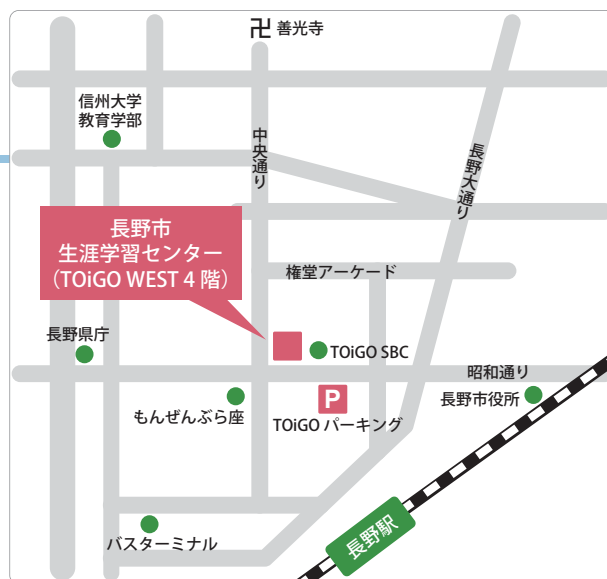 卍 善光寺
信州大学
教育学部
中央通り
長野大通り
長野市
生涯学習センター
（TOiGO WEST 4 階）
権堂アーケード
長野県庁
TOiGO SBC
昭和通り
長野市役所
もんぜんぶら座
P
TOiGO パーキング
長野駅
バスターミナル